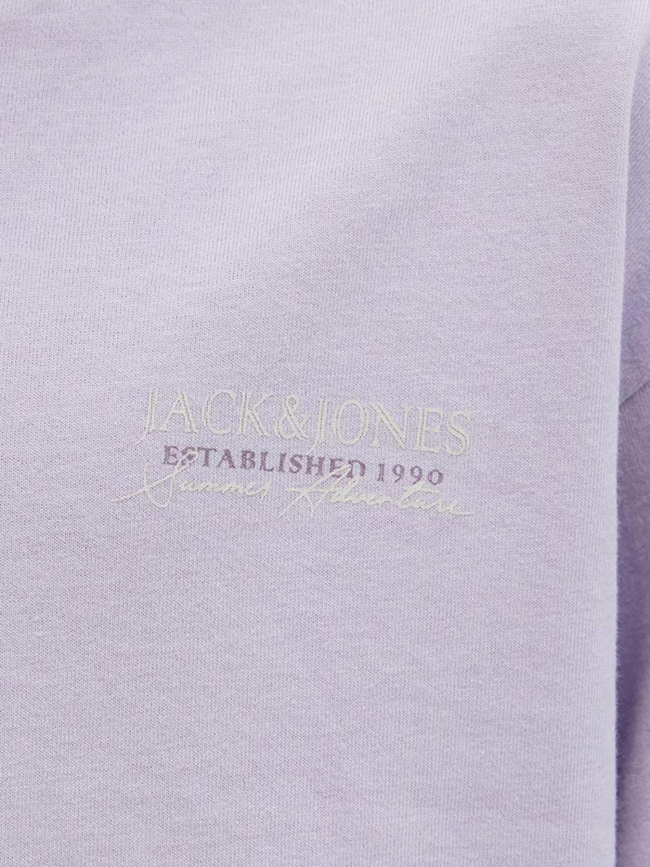 JACK&JONES
ESTABLISHED 1990
Summer Adventure